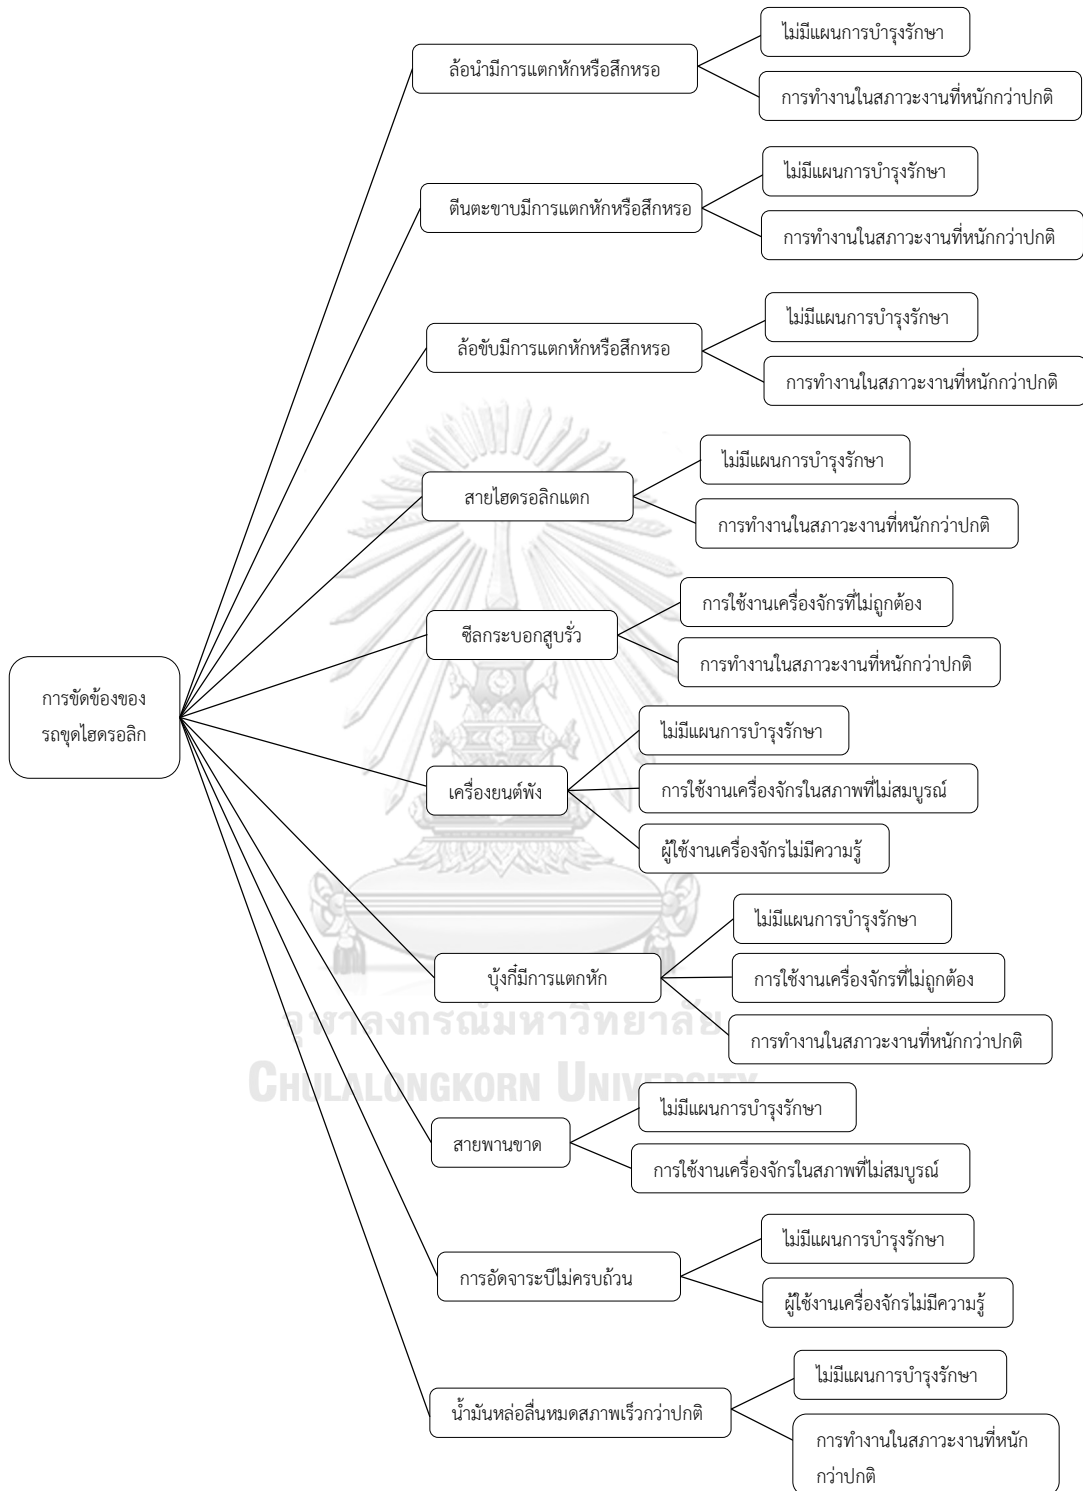 ไม่มีแผนการบำรุงรักษา
ล้อนำมีการแตกหักหรือสึกหรอ
การทำงานในสภาวะงานที่หนักกว่าปกติ
ไม่มีแผนการบำรุงรักษา
ตีนตะขาบมีการแตกหักหรือสึกหรอ
การทำงานในสภาวะงานที่หนักกว่าปกติ
ไม่มีแผนการบำรุงรักษา
ล้อขับมีการแตกหักหรือสึกหรอ
การทำงานในสภาวะงานที่หนักกว่าปกติ
ไม่มีแผนการบำรุงรักษา
สายไฮดรอลิกแตก
การทำงานในสภาวะงานที่หนักกว่าปกติ
การใช้งานเครื่องจักรที่ไม่ถูกต้อง
ซีลกระบอกสูบรั่ว
การทำงานในสภาวะงานที่หนักกว่าปกติ
การขัดข้องของ
รถขุดไฮดรอลิก
ไม่มีแผนการบำรุงรักษา
เครื่องยนต์พัง
การใช้งานเครื่องจักรในสภาพที่ไม่สมบูรณ์
ผู้ใช้งานเครื่องจักรไม่มีความรู้
ไม่มีแผนการบำรุงรักษา
บุ้งกี๋มีการแตกหัก
การใช้งานเครื่องจักรที่ไม่ถูกต้อง
การทำงานในสภาวะงานที่หนักกว่าปกติ
จุฬาลงกรณ์มหาวิทยาลัย
CHULALONGKORN UNIVERSITY
ไม่มีแผนการบำรุงรักษา
สายพานขาด
การใช้งานเครื่องจักรในสภาพที่ไม่สมบูรณ์
ไม่มีแผนการบำรุงรักษา
การอัดจาระบีไม่ครบถ้วน
ผู้ใช้งานเครื่องจักรไม่มีความรู้
ไม่มีแผนการบำรุงรักษา
น้ำมันหล่อลื่นหมดสภาพเร็วกว่าปกติ
การทำงานในสภาวะงานที่หนัก
กว่าปกติ